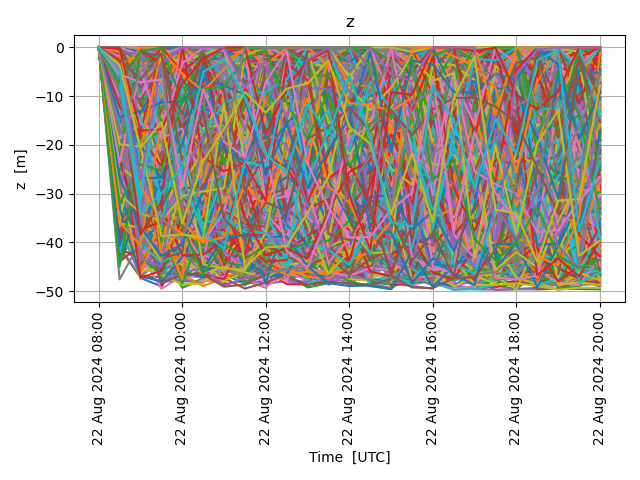 z
0
−10
−20
−30
−40
−50
z [m]
22 Aug 2024 08:00
22 Aug 2024 10:00
22 Aug 2024 12:00
22 Aug 2024 14:00
22 Aug 2024 16:00
22 Aug 2024 18:00
22 Aug 2024 20:00
Time [UTC]